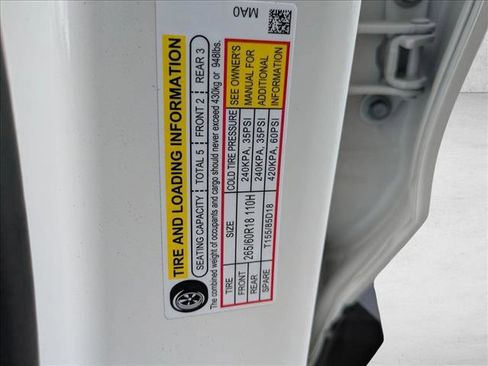 MA0
TIRE AND LOADING INFORMATION
SEATING CAPACITY TOTAL 5 FRONT 2 REAR 3
The combined weight of occupants and cargo should never exceed 430kg or 948lbs.
TIRE SIZE COLD TIRE PRESSURE SEE OWNER'S
FRONT 265/60R18 110H 240KPA, 35PSI MANUAL FOR
REAR 240KPA, 35PSI ADDITIONAL
SPARE T155/85D18 420KPA, 60PSI INFORMATION